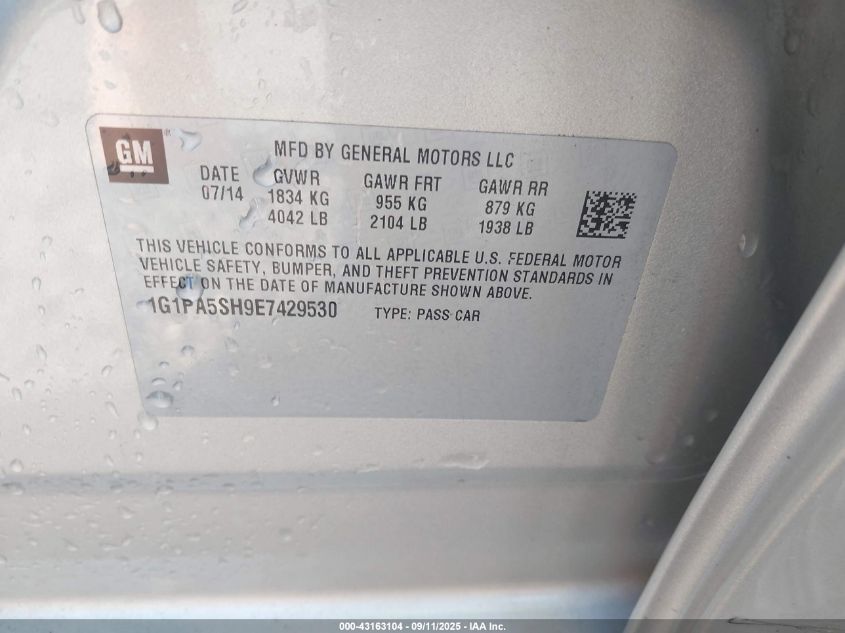 GM
MFD BY GENERAL MOTORS LLC
DATE GVWR GAWR FRT GAWR RR
07/14 1834 KG 955 KG 879 KG
4042 LB 2104 LB 1938 LB
THIS VEHICLE CONFORMS TO ALL APPLICABLE U.S. FEDERAL MOTOR
VEHICLE SAFETY, BUMPER, AND THEFT PREVENTION STANDARDS IN
EFFECT ON THE DATE OF MANUFACTURE SHOWN ABOVE.
1G1PA5SH9E7429530 TYPE: PASS CAR
000-43163104 - 09/11/2025 - IAA Inc.